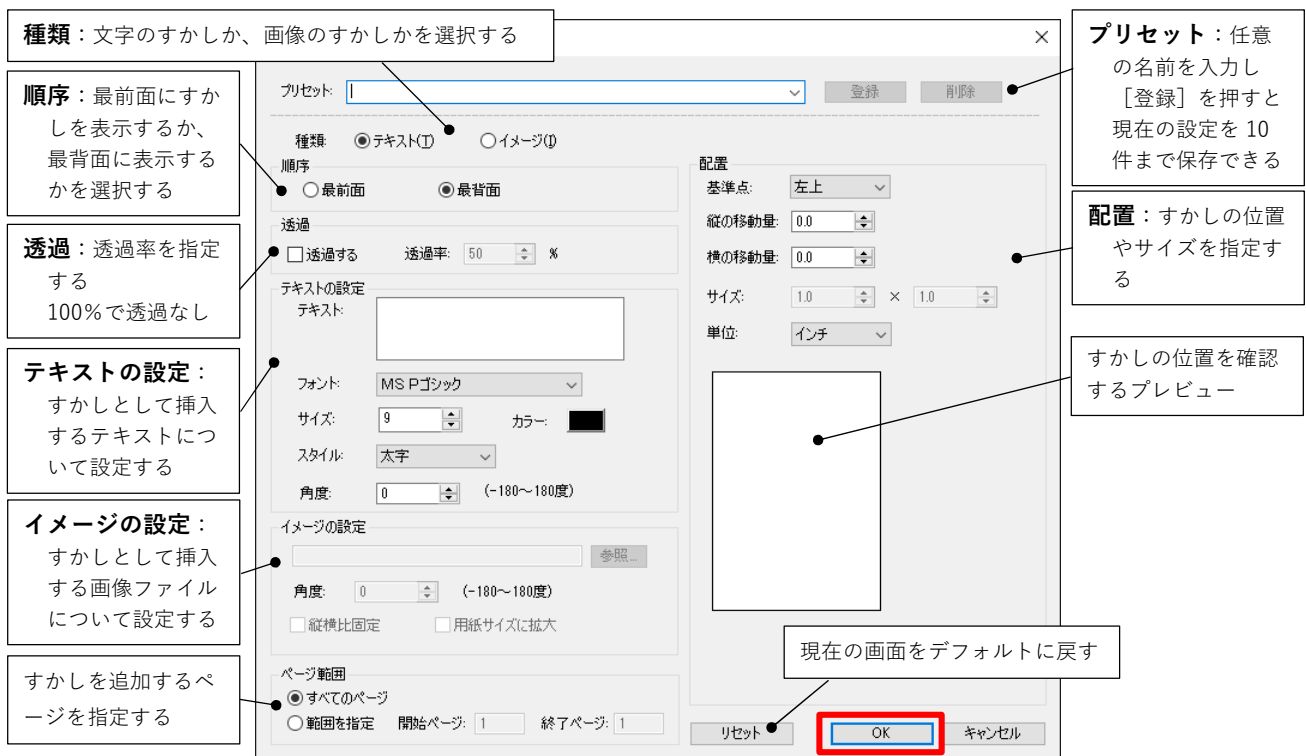 種類：文字のすかしか、画像のすかしかを選択する
順序：最前面にすか
しを表示するか、
最背面に表示する
かを選択する
透過：透過率を指定
する
100%で透過なし
テキストの設定：
すかしとして挿入
するテキストにつ
いて設定する
イメージの設定：
すかしとして挿入
する画像ファイル
について設定する
すかしを追加するペ
ージを指定する
プリセット:
登録
削除
種類:
テキスト(T)
イメージ(I)
順序
最前面
最背面
透過
透過する
透過率: 50 %
テキストの設定
テキスト:
フォント: MS Pゴシック
サイズ: 9
カラー:
スタイル: 太字
角度: 0 (-180～180度)
イメージの設定
参照...
角度: 0 (-180～180度)
縦横比固定
用紙サイズに拡大
ページ範囲
すべてのページ
範囲を指定 開始ページ: 1 終了ページ: 1
配置
基準点: 左上
縦の移動量: 0.0
横の移動量: 0.0
サイズ: 1.0 × 1.0
単位: インチ
現在の画面をデフォルトに戻す
リセット
OK
キャンセル
プリセット：任意
の名前を入力し
［登録］を押すと
現在の設定を 10
件まで保存できる
配置：すかしの位置
やサイズを指定す
る
すかしの位置を確認
するプレビュー